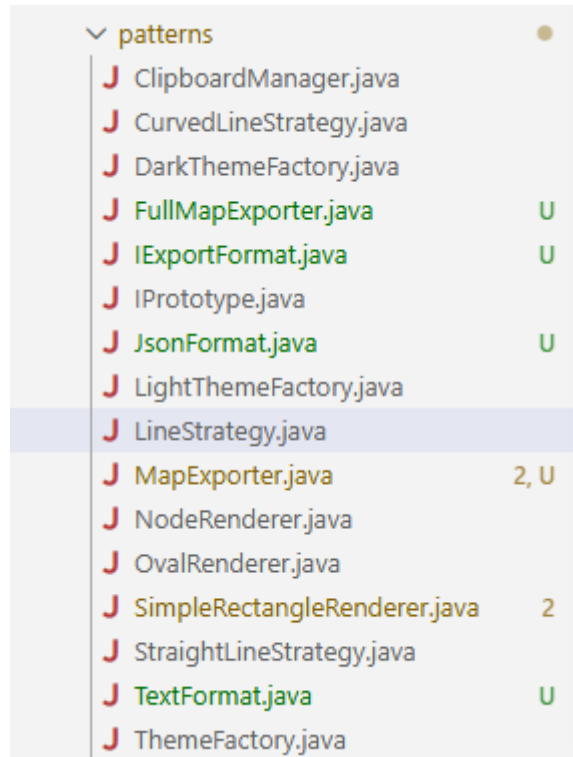 patterns
J ClipboardManager.java
J CurvedLineStrategy.java
J DarkThemeFactory.java
J FullMapExporter.java U
J IExportFormat.java U
J IPrototype.java
J JsonFormat.java U
J LightThemeFactory.java
J LineStrategy.java
J MapExporter.java 2, U
J NodeRenderer.java
J OvalRenderer.java
J SimpleRectangleRenderer.java 2
J StraightLineStrategy.java
J TextFormat.java U
J ThemeFactory.java